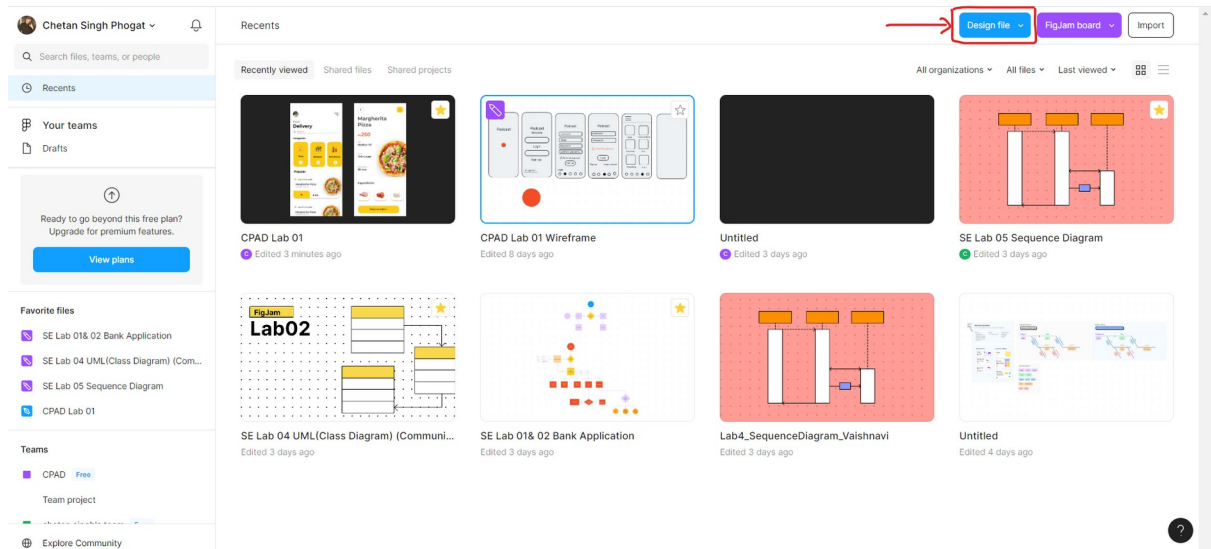 Chetan Singh Phogat
Search files, teams, or people
Recents
Your teams
Drafts
Ready to go beyond this free plan?
Upgrade for premium features.
View plans
Favorite files
SE Lab 01& 02 Bank Application
SE Lab 04 UML(Class Diagram) (Com...
SE Lab 05 Sequence Diagram
CPAD Lab 01
Teams
CPAD Free
Team project
Explore Community
Recents
Design file
FigJam board
Import
Recently viewed Shared files Shared projects
All organizations All files Last viewed
Delivery
Margherita
Pizza
250
Podcast
CPAD Lab 01
C Edited 3 minutes ago
CPAD Lab 01 Wireframe
Edited 8 days ago
Untitled
C Edited 3 days ago
SE Lab 05 Sequence Diagram
C Edited 3 days ago
FigJam
Lab02
SE Lab 04 UML(Class Diagram) (Communi...
Edited 3 days ago
SE Lab 01& 02 Bank Application
Edited 3 days ago
Lab4_SequenceDiagram_Vaishnavi
Edited 3 days ago
Untitled
Edited 4 days ago
?